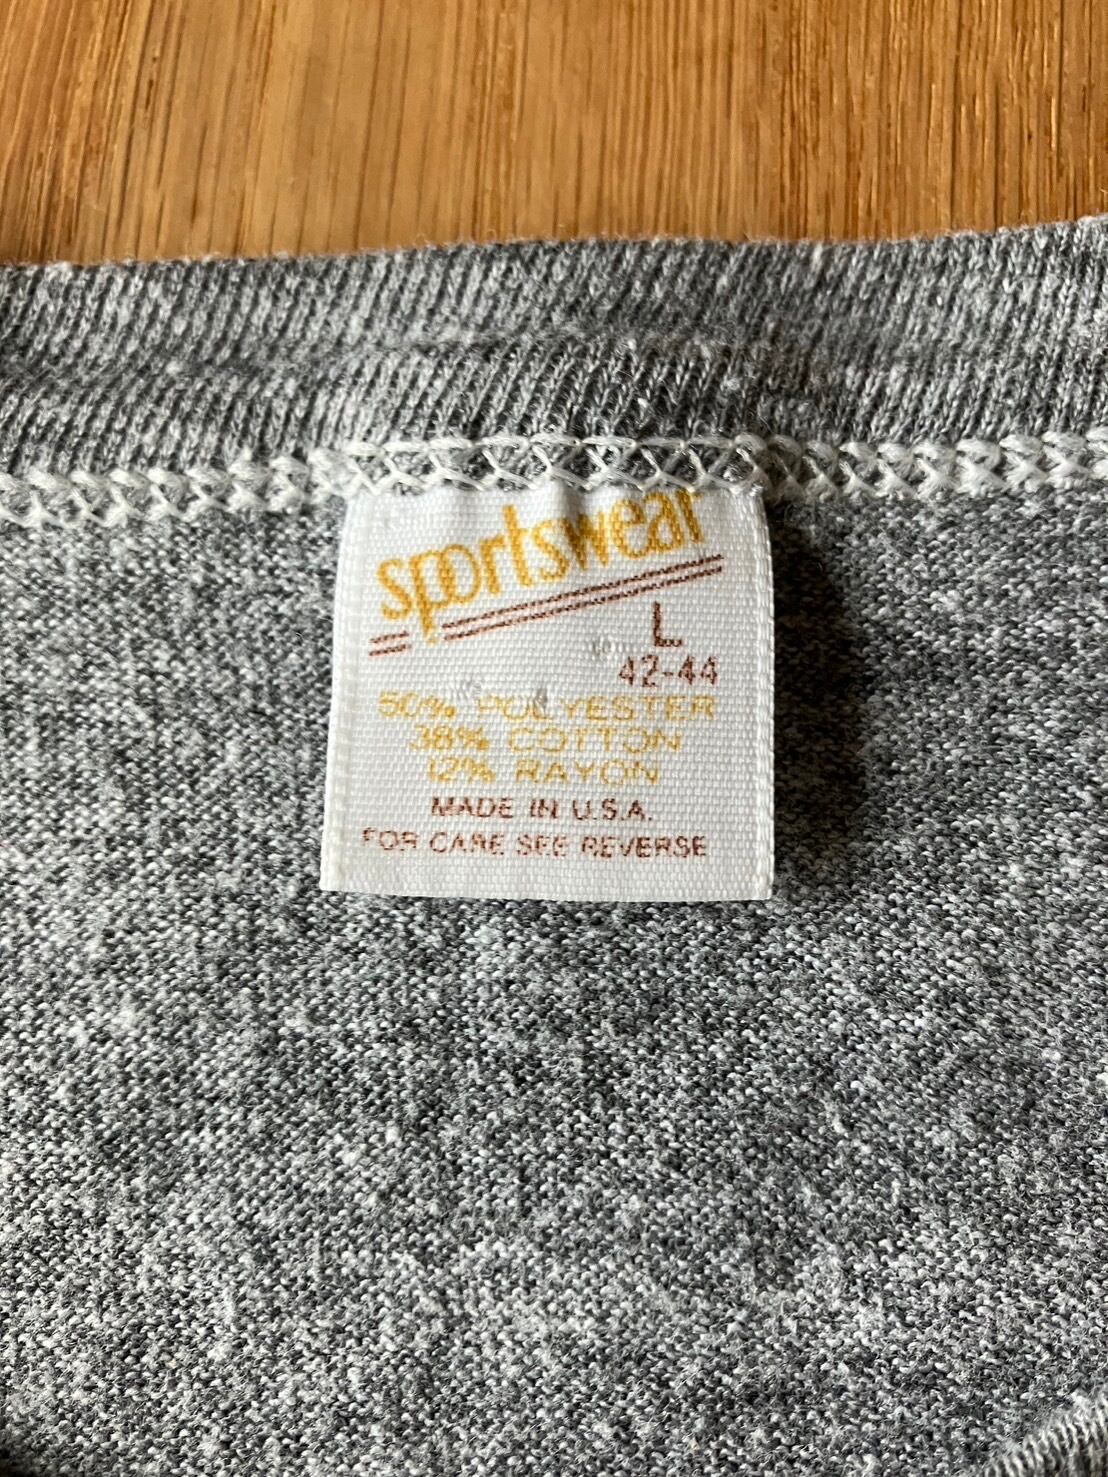 sportswear
L
42-44
50% POLYESTER
38% COTTON
12% RAYON
MADE IN U.S.A.
FOR CARE SEE REVERSE